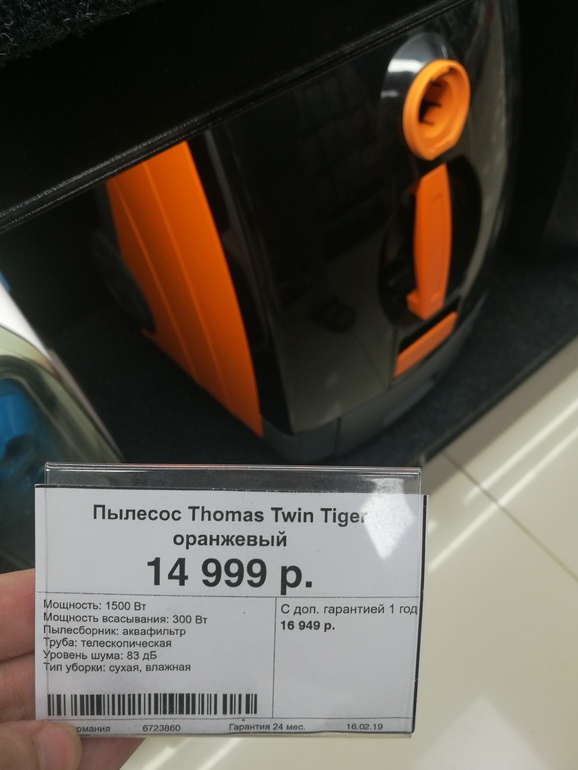 Пылесос Thomas Twin Tiger
оранжевый
14 999 р.
Мощность: 1500 Вт
Мощность всасывания: 300 Вт
Пылесборник: аквафильтр
Труба: телескопическая
Уровень шума: 83 дБ
Тип уборки: сухая, влажная
С доп. гарантией 1 год
16 949 р.
6723860 Гарантия 24 мес. 16.02.19